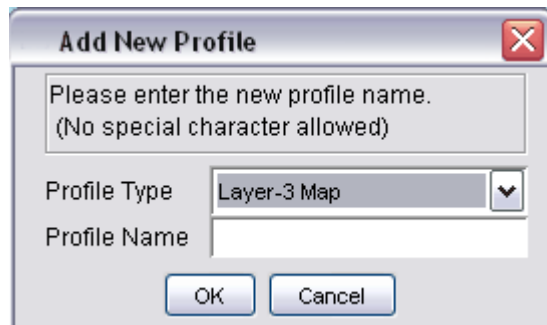 Add New Profile
Please enter the new profile name.
(No special character allowed)
Profile Type Layer-3 Map
Profile Name
OK Cancel